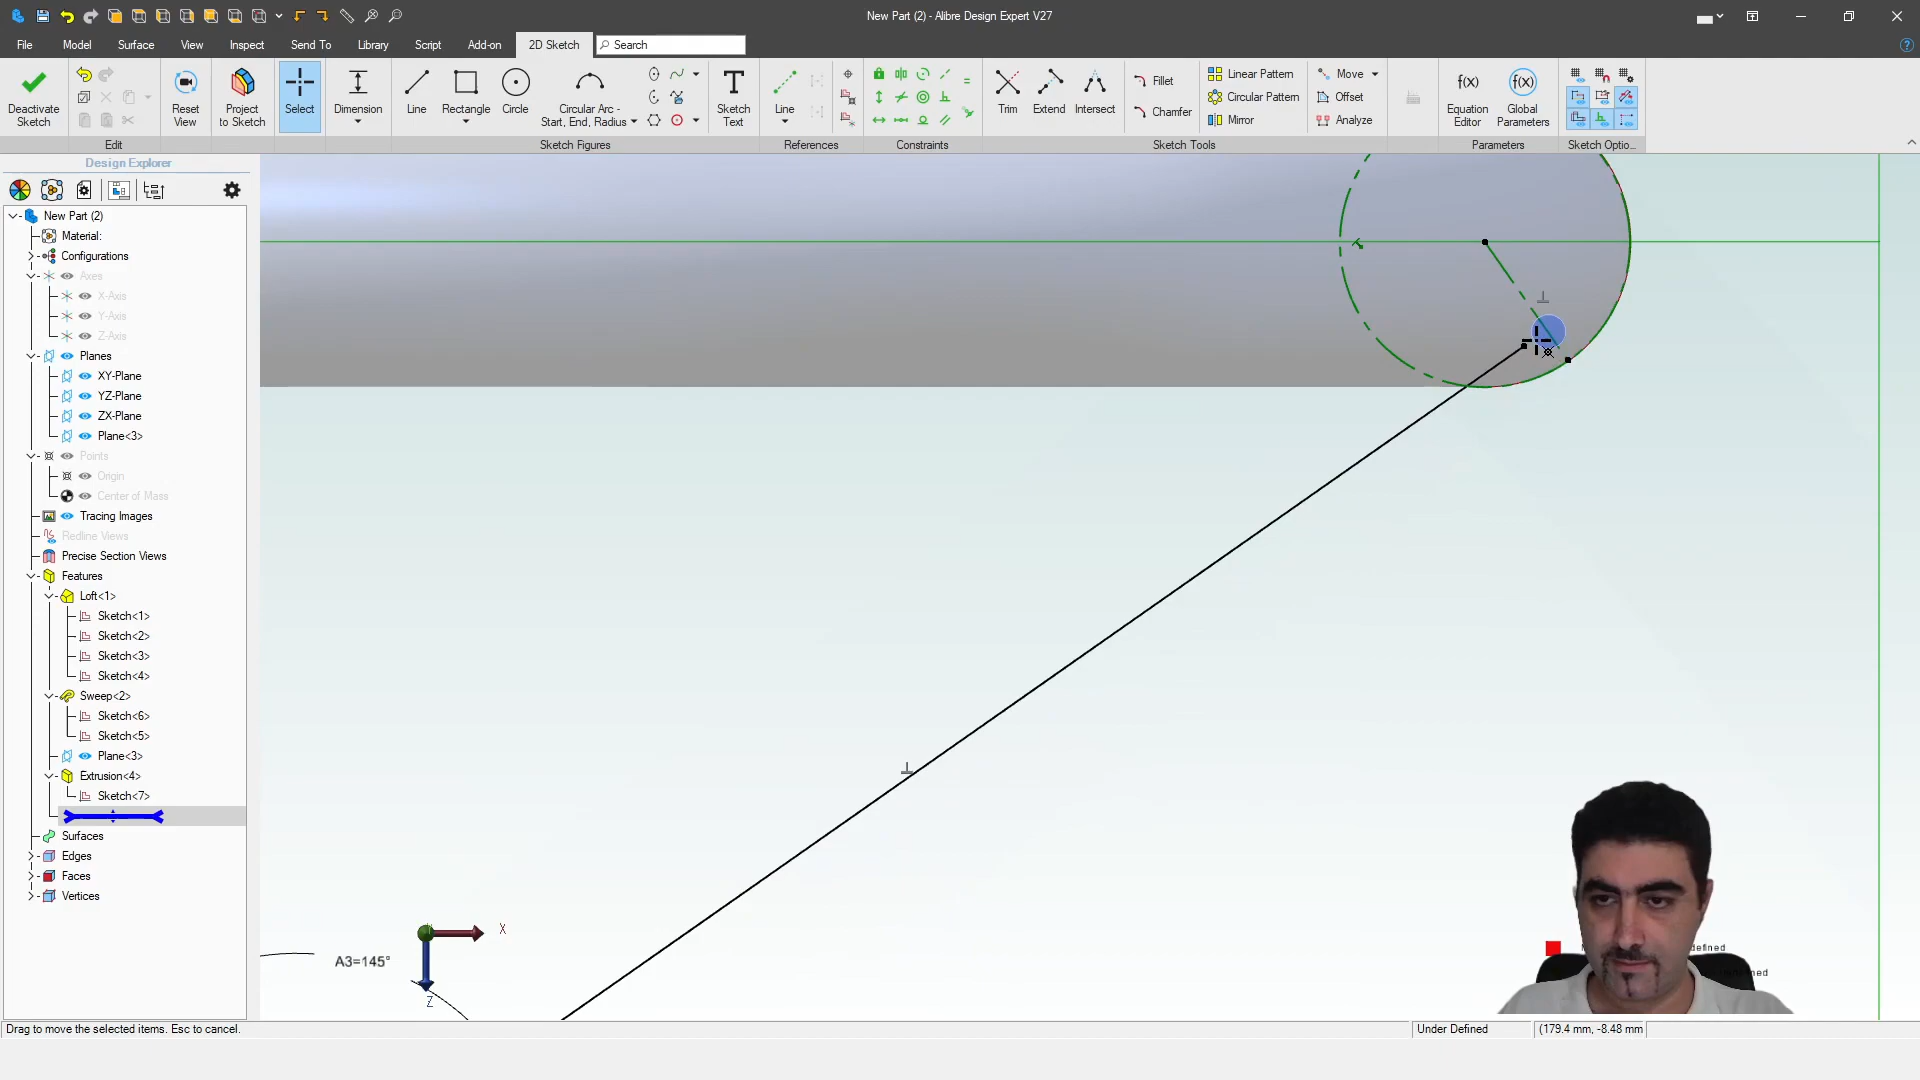 New Part (2) - Alibre Design Expert V27
File Model Surface View Inspect Send To Library Script Add-on 2D Sketch Search
Deactivate Sketch
Reset View
Project to Sketch
Select
Dimension
Line
Rectangle
Circle
Circular Arc - Start, End, Radius
Sketch Text
Line
Trim
Extend
Intersect
Fillet
Chamfer
Linear Pattern
Circular Pattern
Mirror
Move
Offset
Analyze
Equation Editor
Global Parameters
f(x)
f(x)
Edit
Sketch Figures
References
Constraints
Sketch Tools
Parameters
Sketch Optio...
Design Explorer
New Part (2)
Material:
Configurations
Axes
X-Axis
Y-Axis
Z-Axis
Planes
XY-Plane
YZ-Plane
ZX-Plane
Plane<3>
Points
Origin
Center of Mass
Tracing Images
Redline Views
Precise Section Views
Features
Loft<1>
Sketch<1>
Sketch<2>
Sketch<3>
Sketch<4>
Sweep<2>
Sketch<6>
Sketch<5>
Plane<3>
Extrusion<4>
Sketch<7>
Surfaces
Edges
Faces
Vertices
A3=145°
X
Z
Drag to move the selected items. Esc to cancel.
Under Defined
(179.4 mm, -8.48 mm